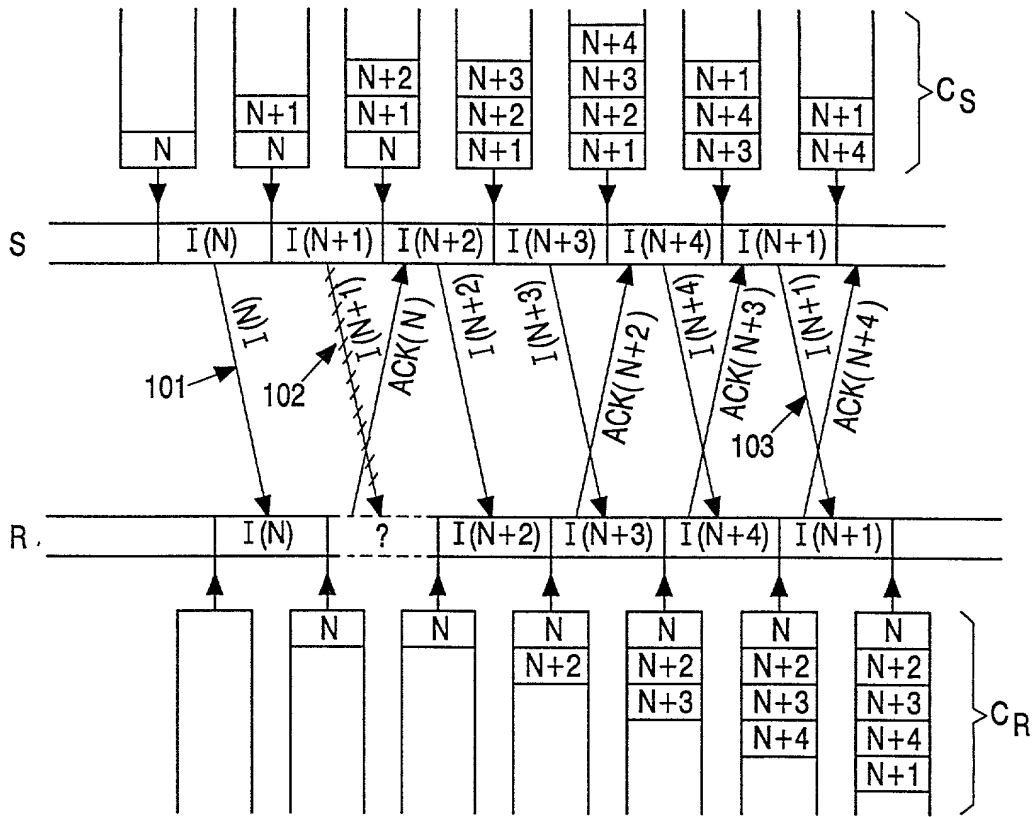 N+4
N+2 N+3 N+3 N+1
N+1 N+1 N+2 N+2 N+4 N+1
N N N N+1 N+1 N+3 N+4
C_S
S I(N) I(N+1) I(N+2) I(N+3) I(N+4) I(N+1)
I(N) I(N+1) ACK(N) I(N+2) I(N+3) ACK(N+2) I(N+4) ACK(N+3) I(N+1) ACK(N+4)
101 102 103
R I(N) ? I(N+2) I(N+3) I(N+4) I(N+1)
N N N N N N
N+2 N+2 N+2 N+2
N+3 N+3 N+3
N+4 N+4
N+1
C_R